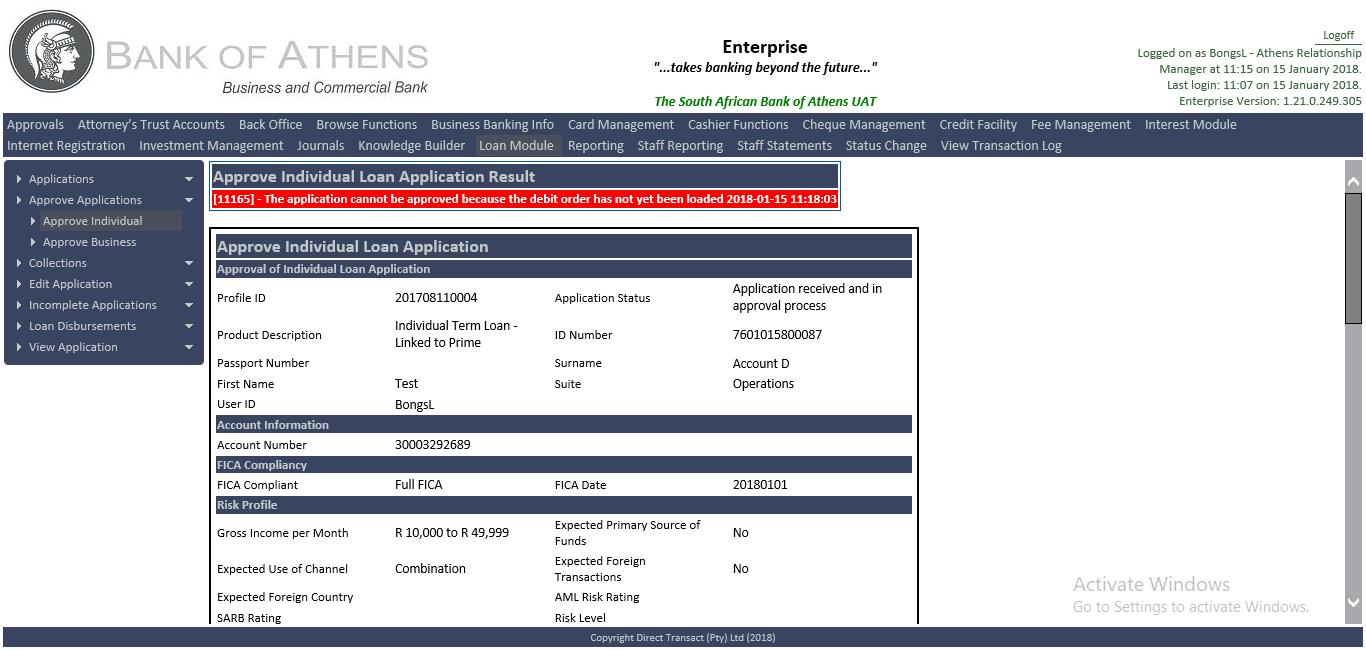 BANK OF ATHENS
Business and Commercial Bank
Enterprise
"...takes banking beyond the future..."
The South African Bank of Athens UAT
Logoff
Logged on as BongsL - Athens Relationship
Manager at 11:15 on 15 January 2018.
Last login: 11:07 on 15 January 2018.
Enterprise Version: 1.21.0.249.305
Approvals Attorney's Trust Accounts Back Office Browse Functions Business Banking Info Card Management Cashier Functions Cheque Management Credit Facility Fee Management Interest Module
Internet Registration Investment Management Journals Knowledge Builder Loan Module Reporting Staff Reporting Staff Statements Status Change View Transaction Log
Applications
Approve Applications
Approve Individual
Approve Business
Collections
Edit Application
Incomplete Applications
Loan Disbursements
View Application
Approve Individual Loan Application Result
[11165] - The application cannot be approved because the debit order has not yet been loaded 2018-01-15 11:18:03
Approve Individual Loan Application
Approval of Individual Loan Application
Profile ID 201708110004 Application Status Application received and in
approval process
Product Description Individual Term Loan - ID Number 7601015800087
Linked to Prime
Passport Number Surname Account D
First Name Test Suite Operations
User ID BongsL
Account Information
Account Number 30003292689
FICA Compliancy
FICA Compliant Full FICA FICA Date 20180101
Risk Profile
Gross Income per Month R 10,000 to R 49,999 Expected Primary Source of No
Funds
Expected Use of Channel Combination Expected Foreign No
Transactions
Expected Foreign Country AML Risk Rating
SARB Rating Risk Level
Activate Windows
Go to Settings to activate Windows.
Copyright Direct Transact (Pty) Ltd (2018)